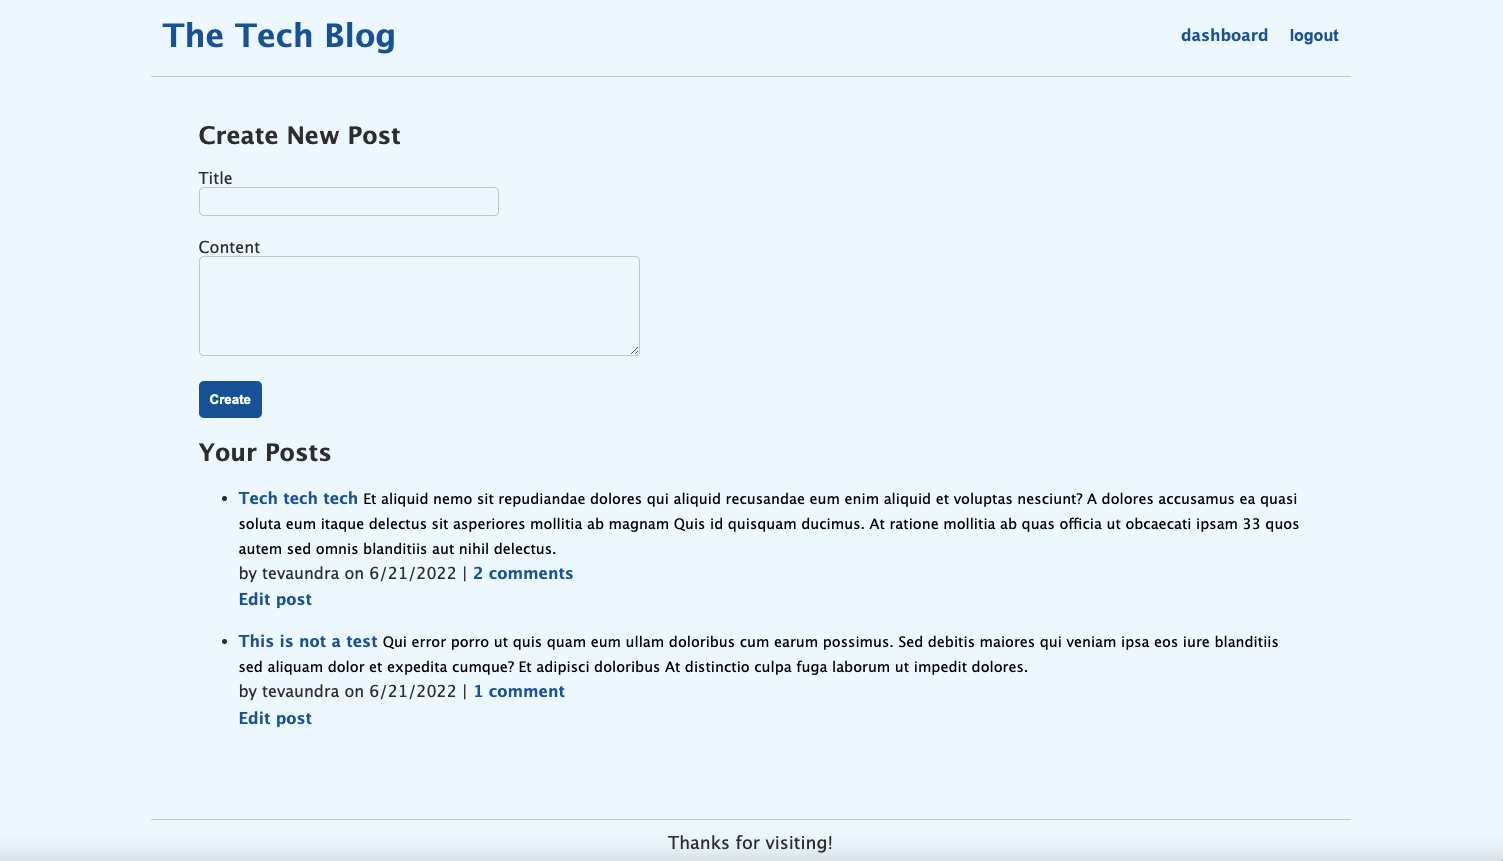 The Tech Blog
dashboard logout
Create New Post
Title
Content
Create
Your Posts
• Tech tech tech Et aliquid nemo sit repudiandae dolores qui aliquid recusandae eum enim aliquid et voluptas nesciunt? A dolores accusamus ea quasi
soluta eum itaque delectus sit asperiores mollitia ab magnam Quis id quisquam ducimus. At ratione mollitia ab quas officia ut obcaecati ipsam 33 quos
autem sed omnis blanditiis aut nihil delectus.
by tevaundra on 6/21/2022 | 2 comments
Edit post
• This is not a test Qui error porro ut quis quam eum ullam doloribus cum earum possimus. Sed debitis maiores qui veniam ipsa eos iure blanditiis
sed aliquam dolor et expedita cumque? Et adipisci doloribus At distinctio culpa fuga laborum ut impedit dolores.
by tevaundra on 6/21/2022 | 1 comment
Edit post
Thanks for visiting!